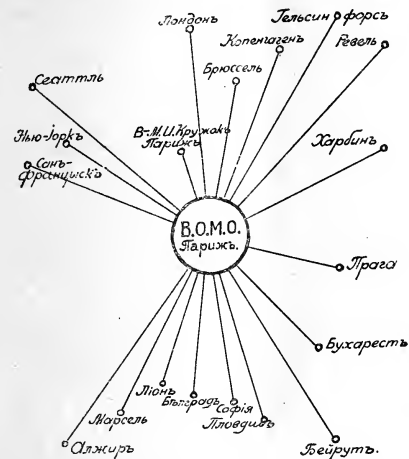 Лондонъ
Гельсинфорсъ
Копенгагенъ
Ревель
Брюссель
Сеаттль
Нью-Іоркъ
В.-М.И.Кружокъ
Парижъ
Харбинъ
Санъ-
францискъ
В.О.М.О.
Парижъ.
Прага
Бухарестъ
Ліонъ
Бѣлградъ
Софія
Марсель
Пловдивъ
Алжиръ
Бейрутъ.